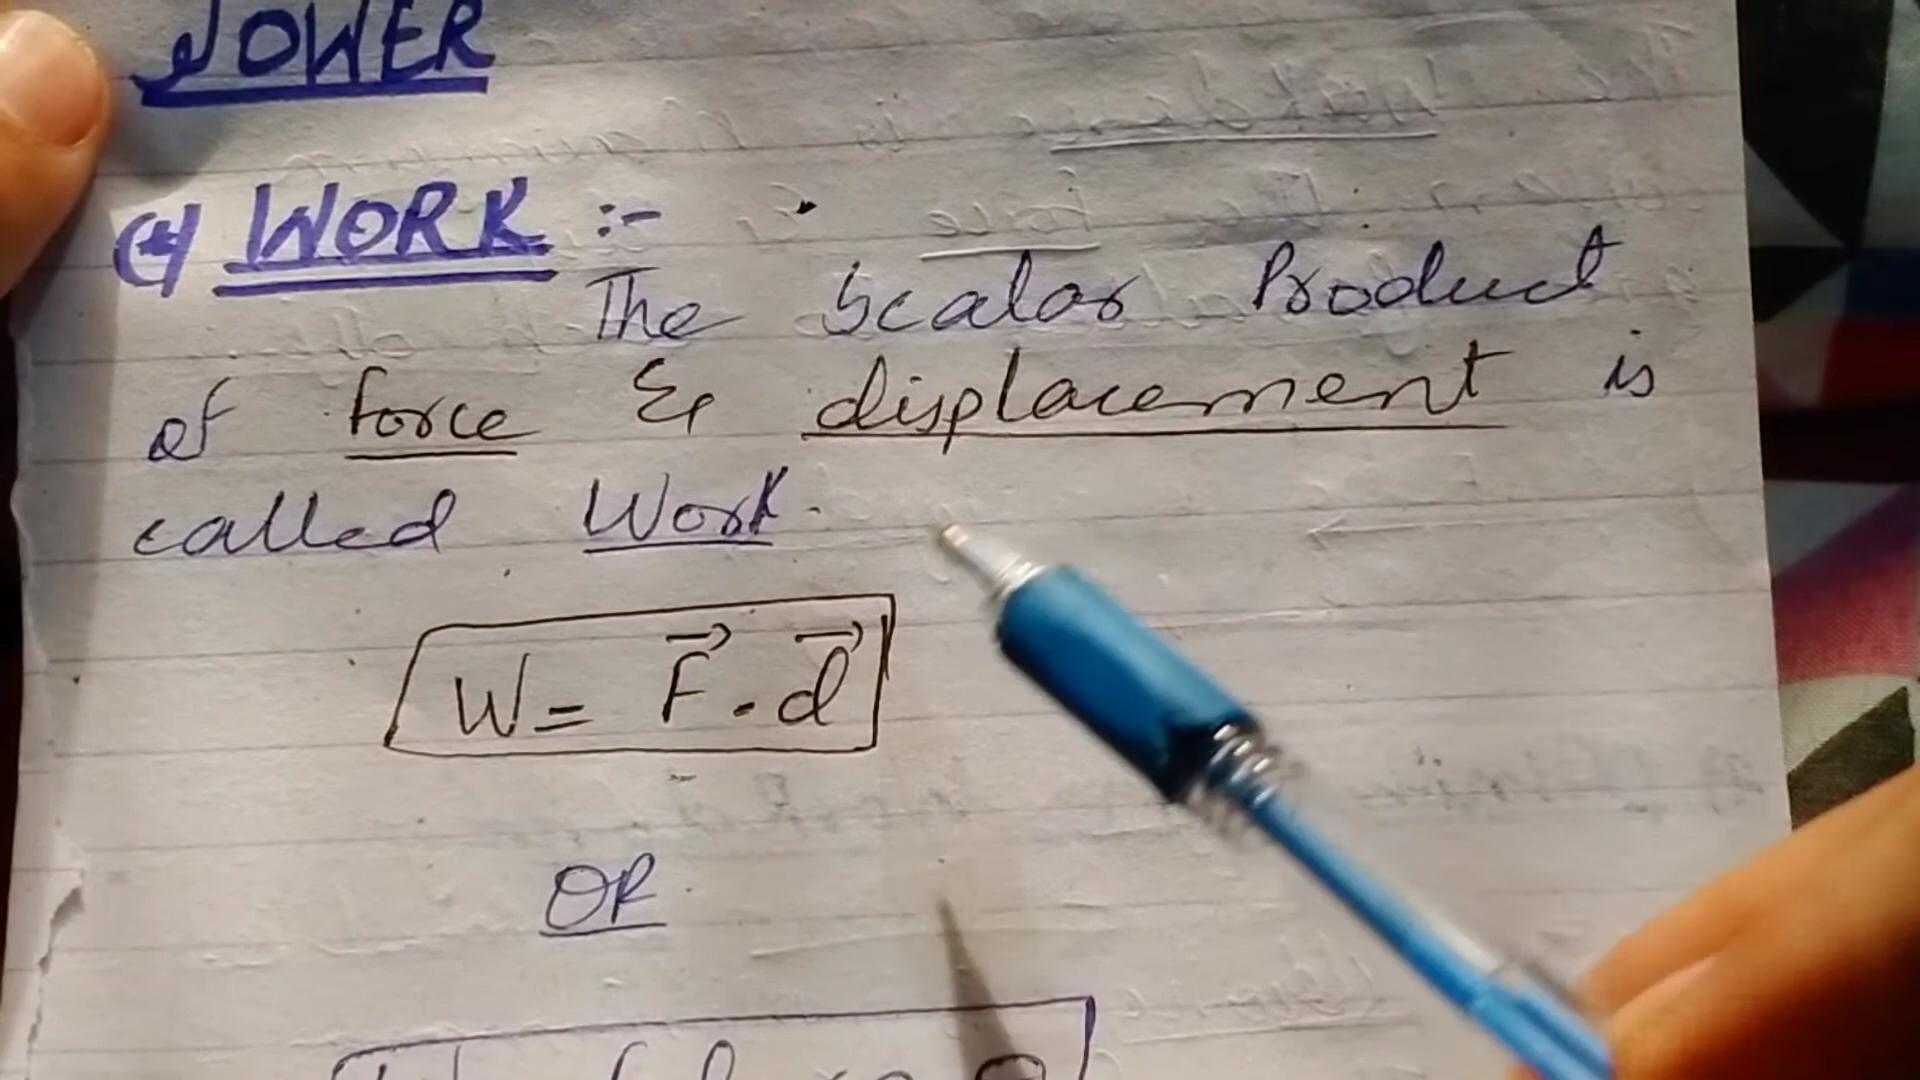 POWER
(*) WORK :-
The Scalar Product
of force & displacement is
called Work.
W = F⃗ . d⃗
OR